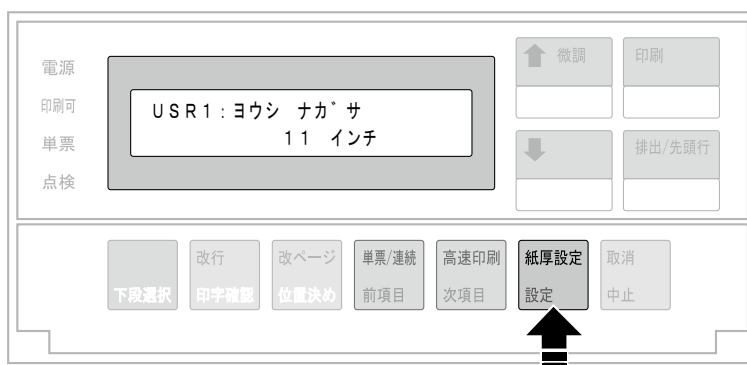 電源
印刷可
単票
点検
USR1:ヨウシ ナガサ
11 インチ
微調
印刷
排出/先頭行
改行
改ページ
単票/連続
高速印刷
紙厚設定
取消
下段選択
印字確認
位置決め
前項目
次項目
設定
中止